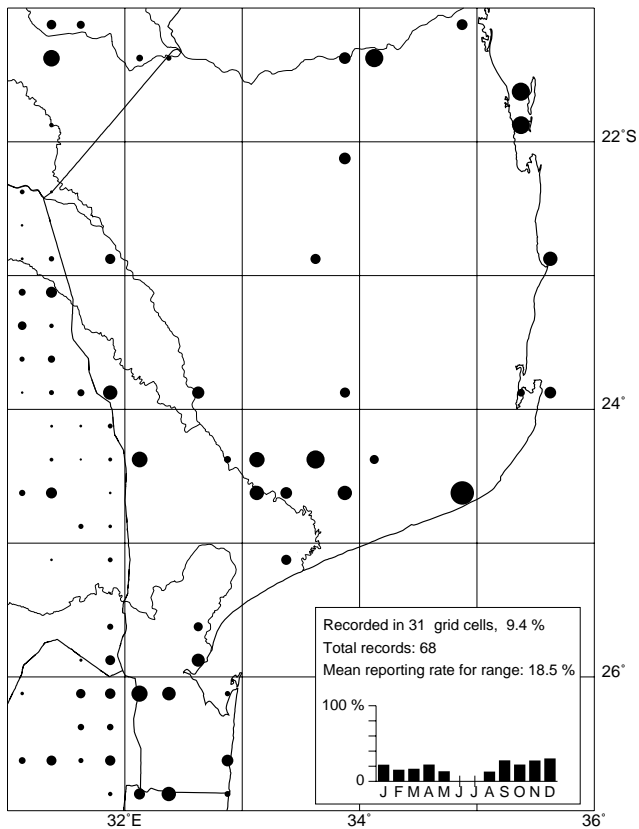 22°S
24°
Recorded in 31 grid cells, 9.4 %
Total records: 68
Mean reporting rate for range: 18.5 %
26°
100 %
0
J F M A M J J A S O N D
32°E 34° 36°